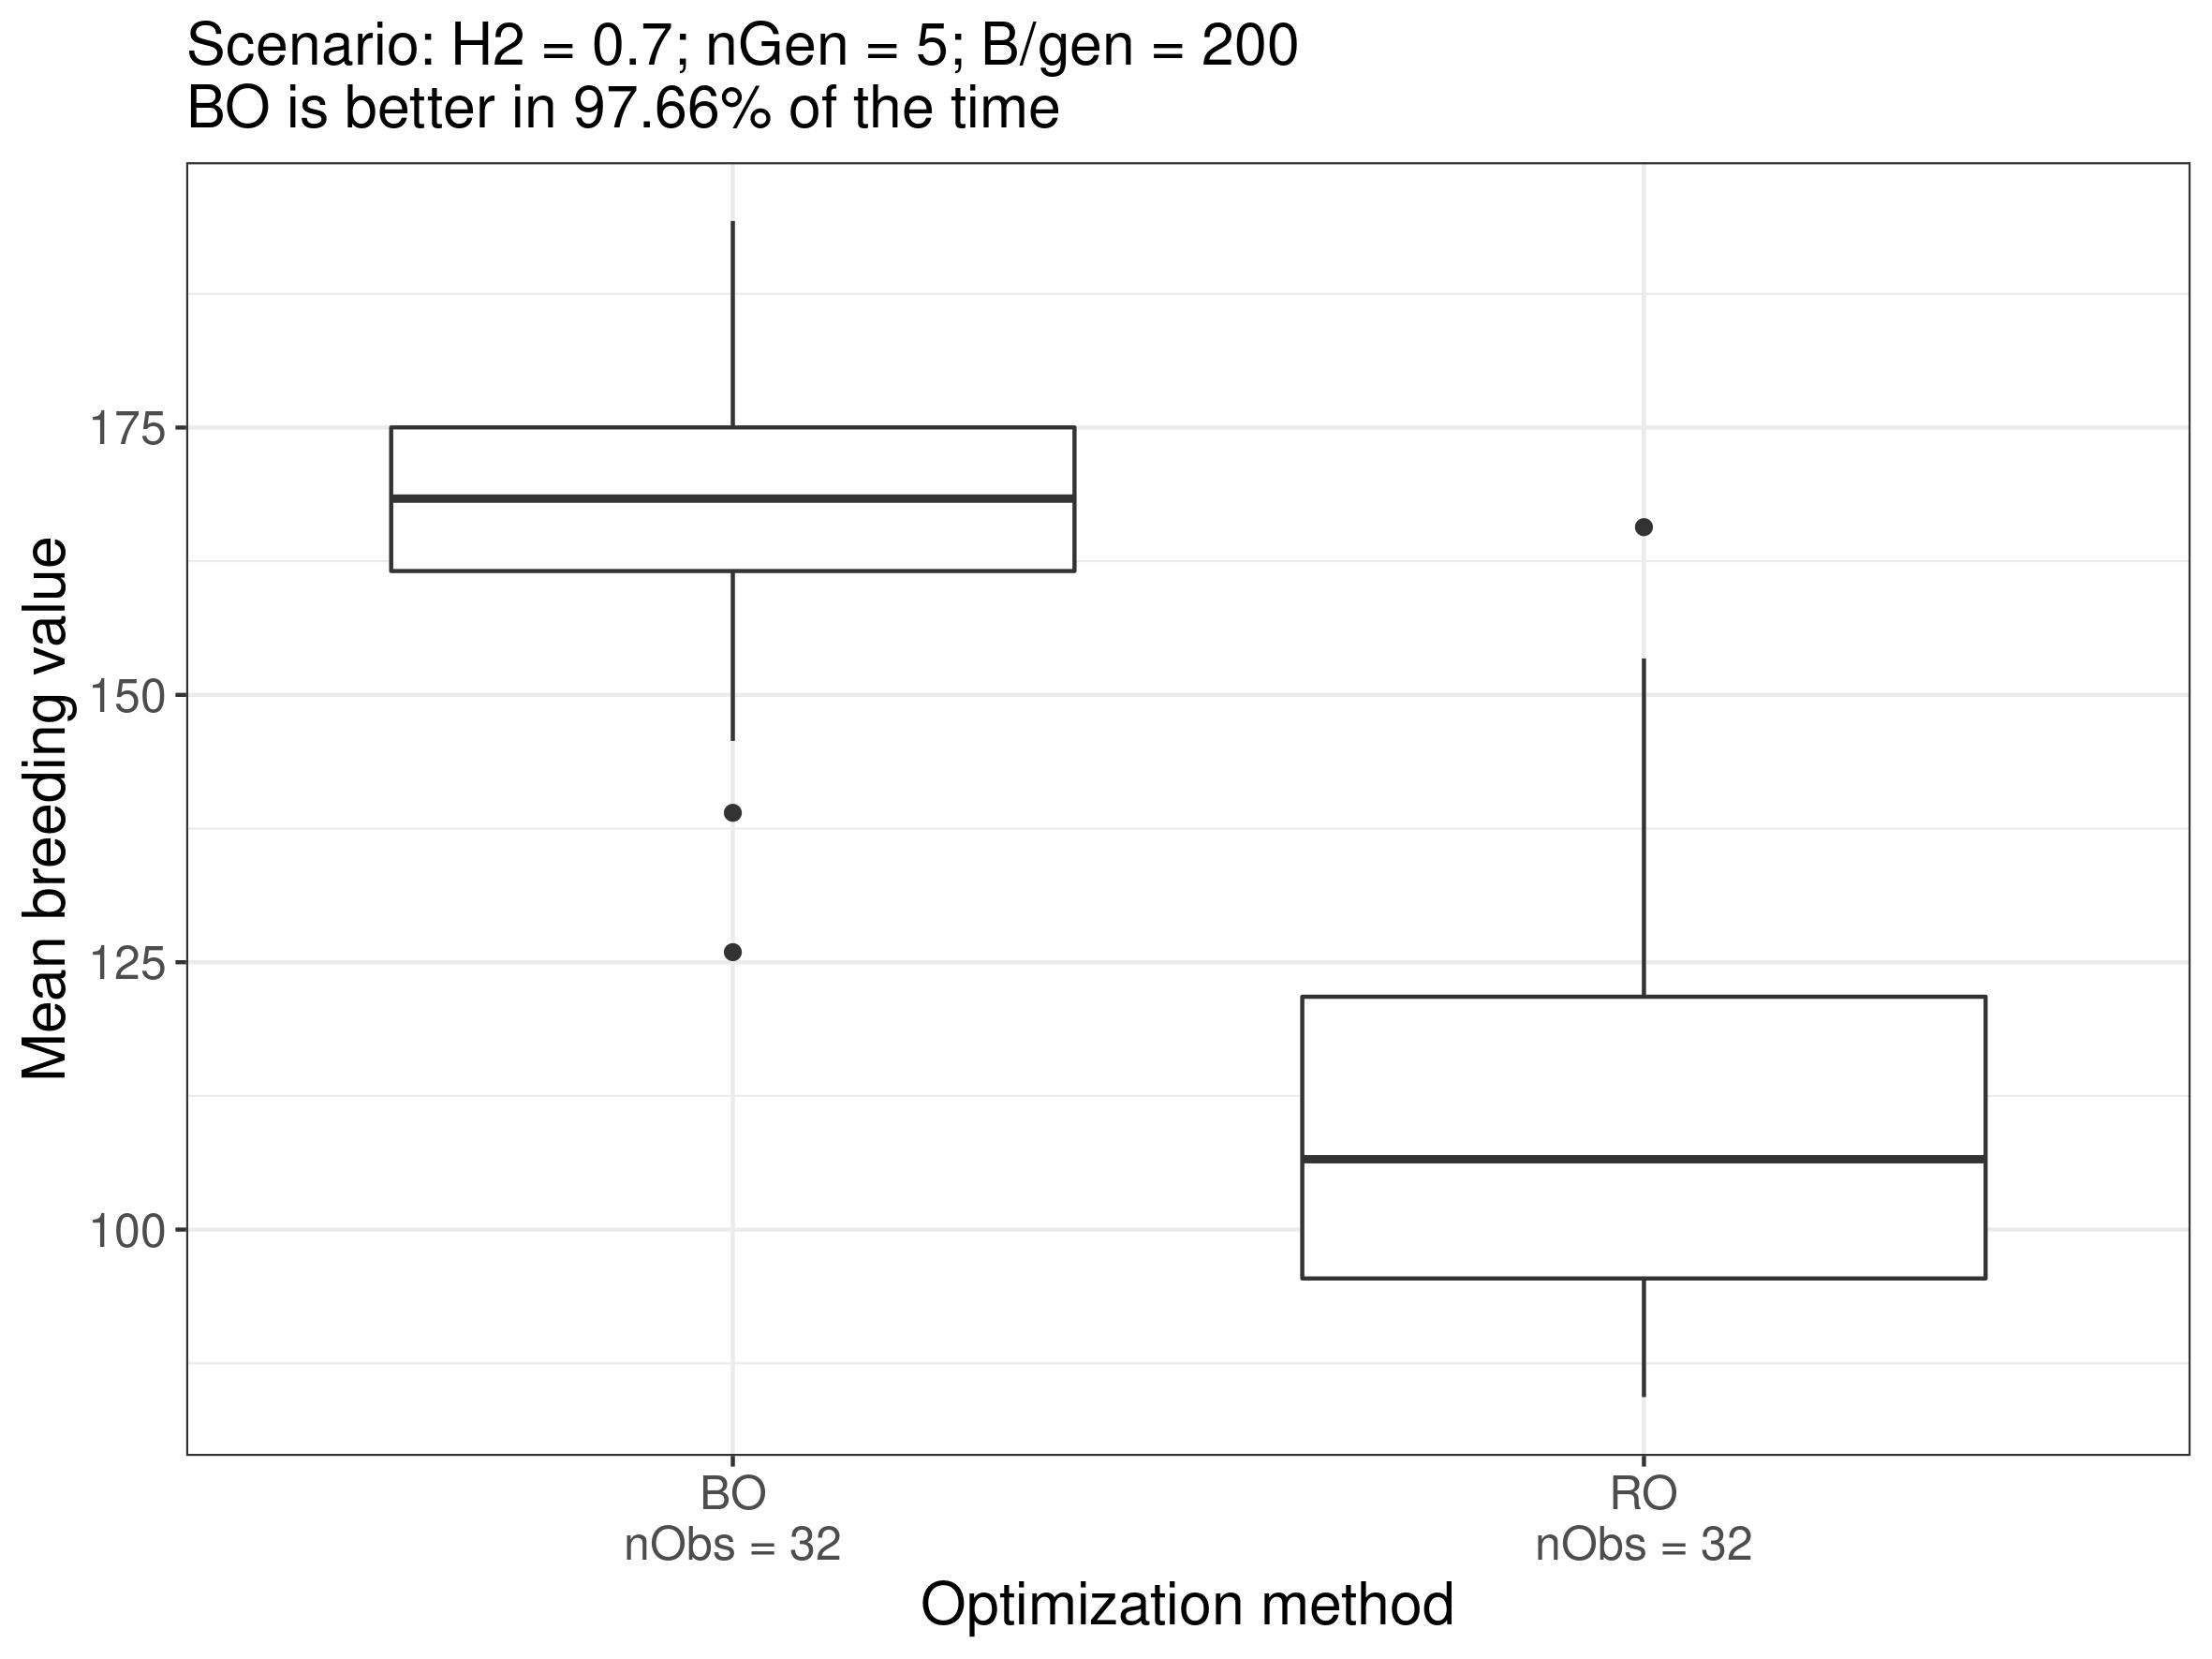 Scenario: H2 = 0.7; nGen = 5; B/gen = 200
BO is better in 97.66% of the time
Mean breeding value
175
150
125
100
BO
nObs = 32
RO
nObs = 32
Optimization method